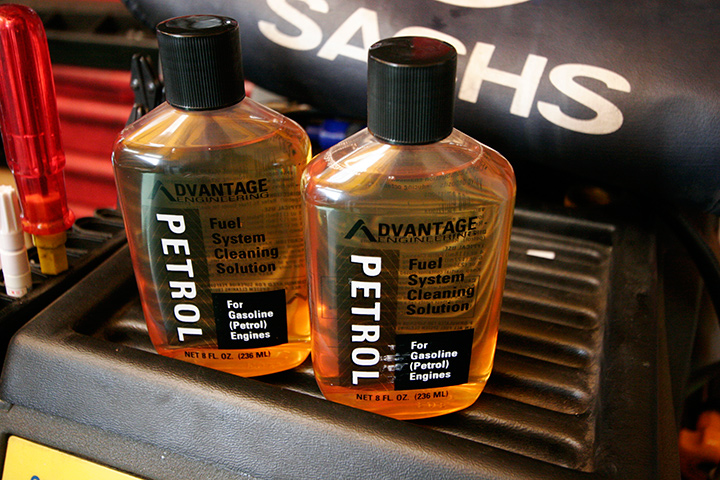 SACHS
ADVANTAGE
ENGINEERING
PETROL
Fuel
System
Cleaning
Solution
For
Gasoline
(Petrol)
Engines
NET 8 FL. OZ. (236 ML)
ADVANTAGE
ENGINEERING
PETROL
Fuel
System
Cleaning
Solution
For
Gasoline
(Petrol)
Engines
NET 8 FL. OZ. (236 ML)